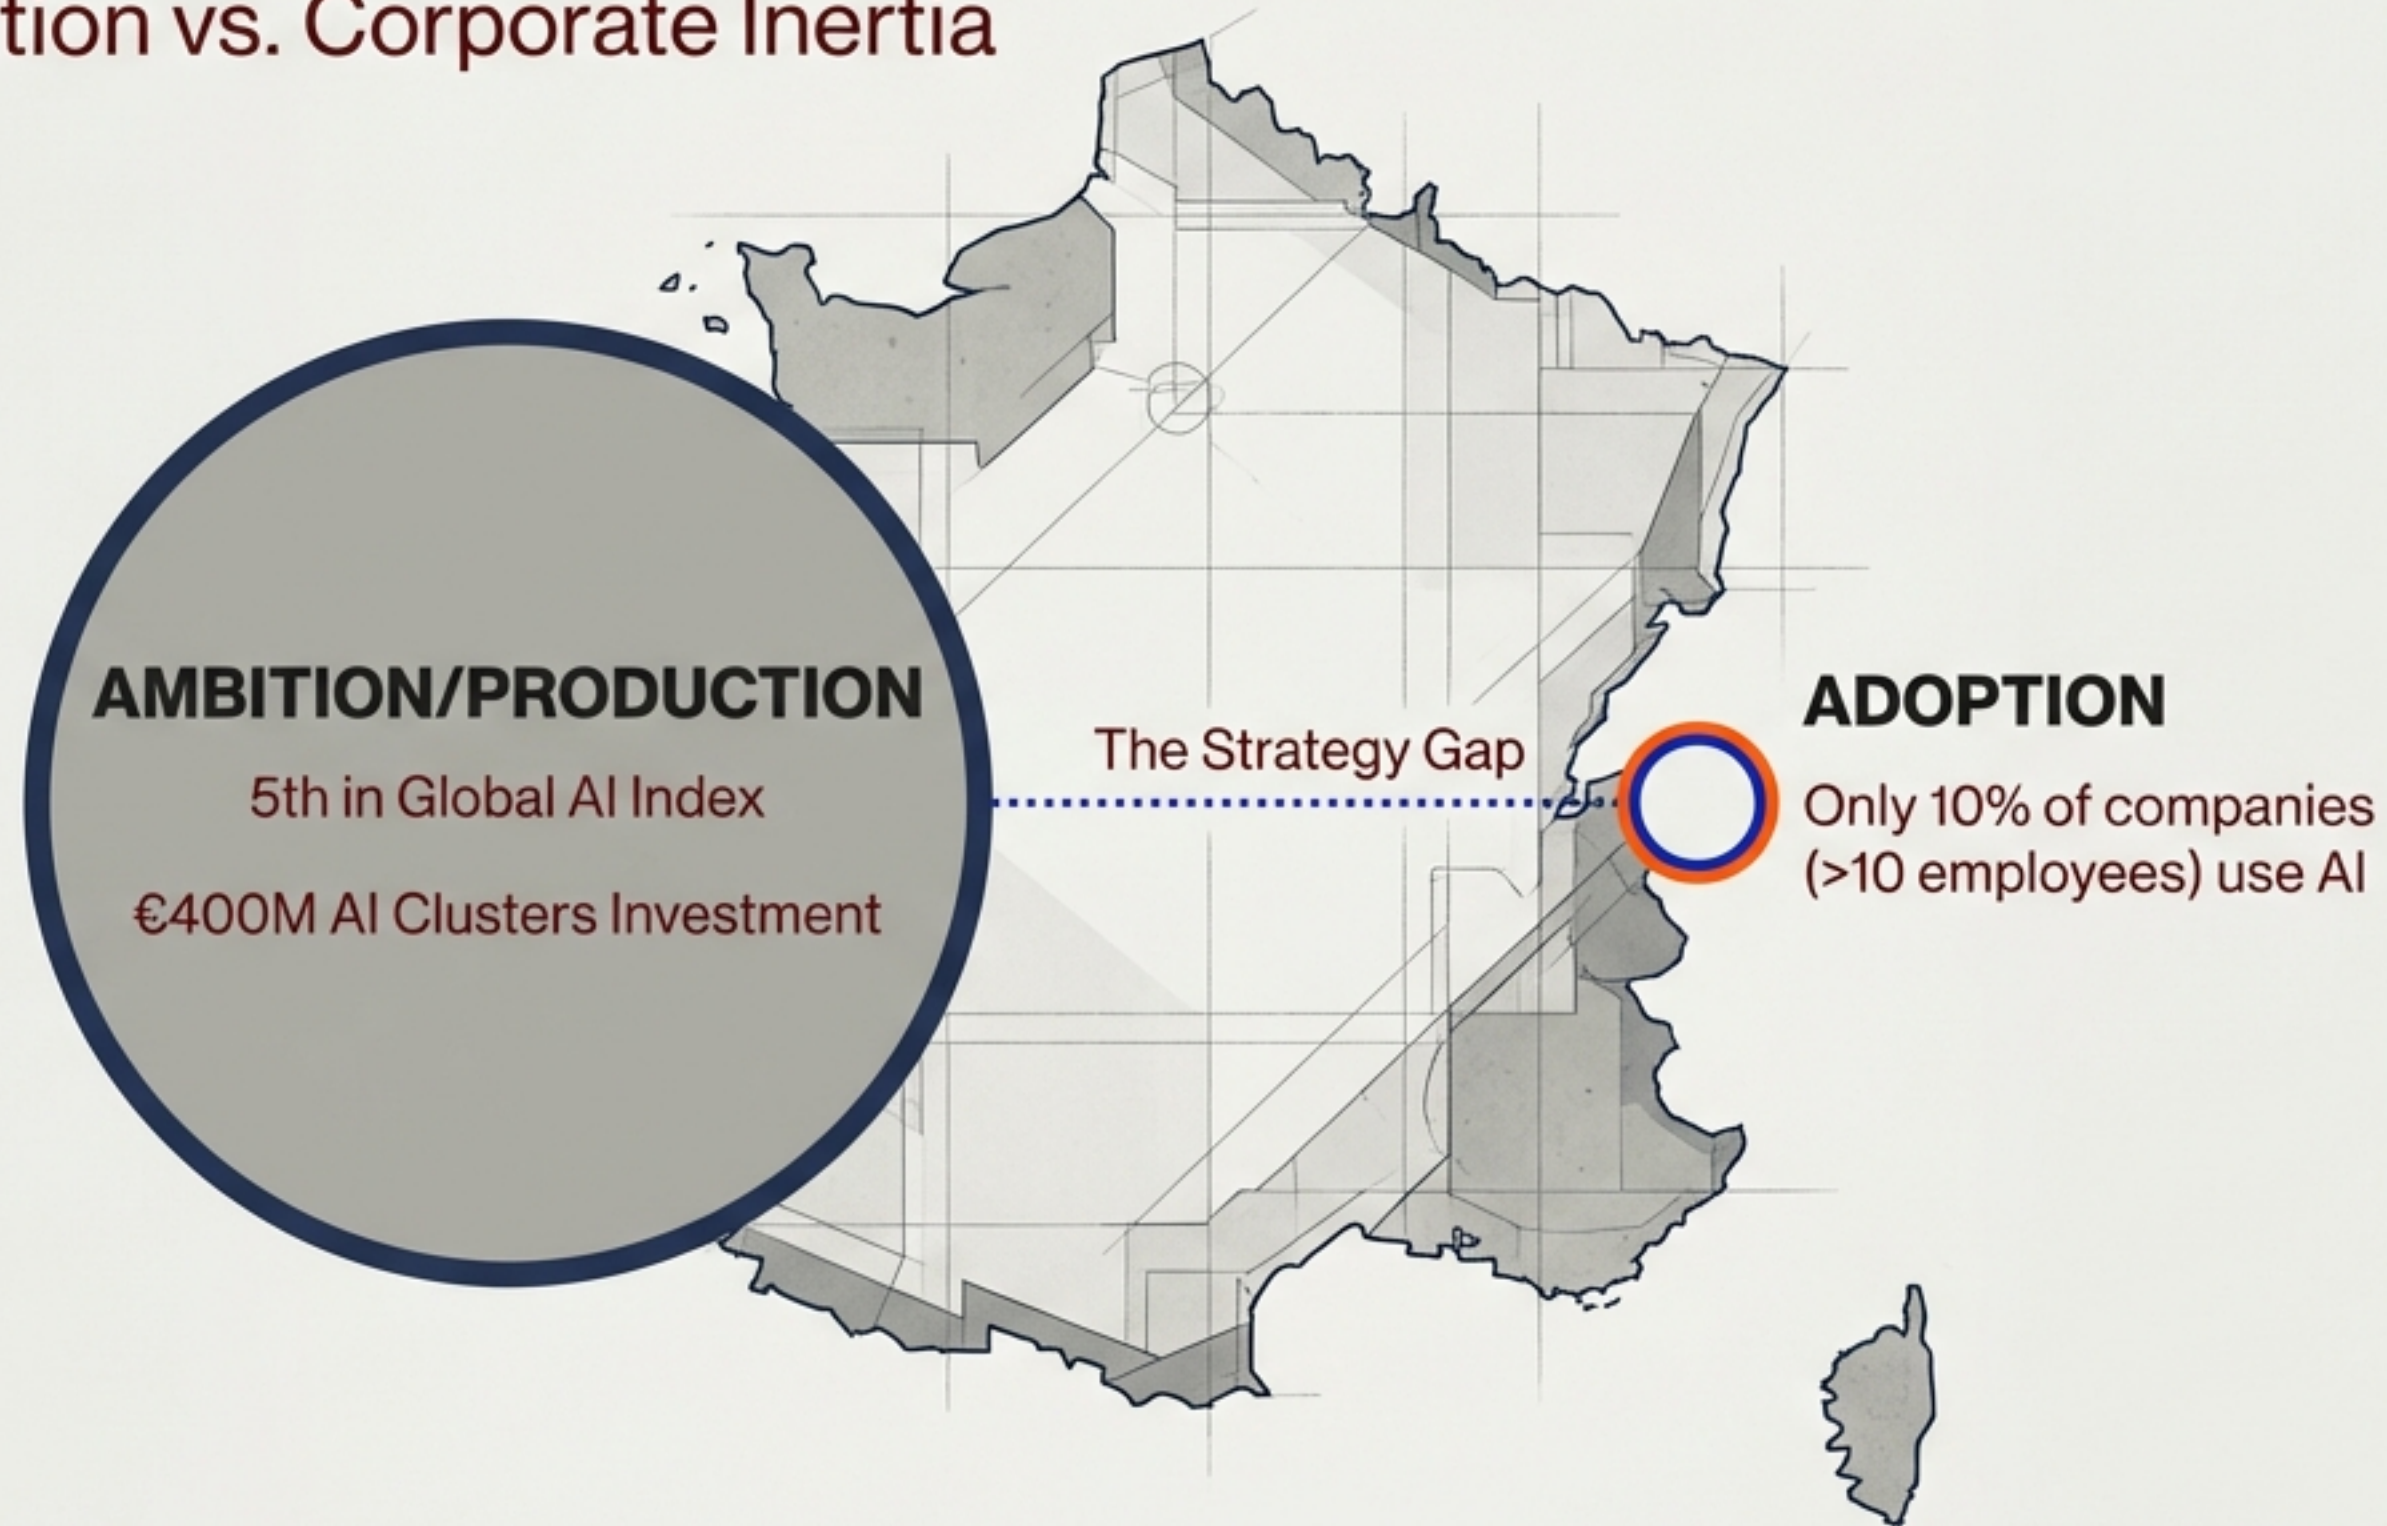 tion vs. Corporate Inertia
AMBITION/PRODUCTION
5th in Global AI Index
€400M AI Clusters Investment
The Strategy Gap
ADOPTION
Only 10% of companies
(>10 employees) use AI